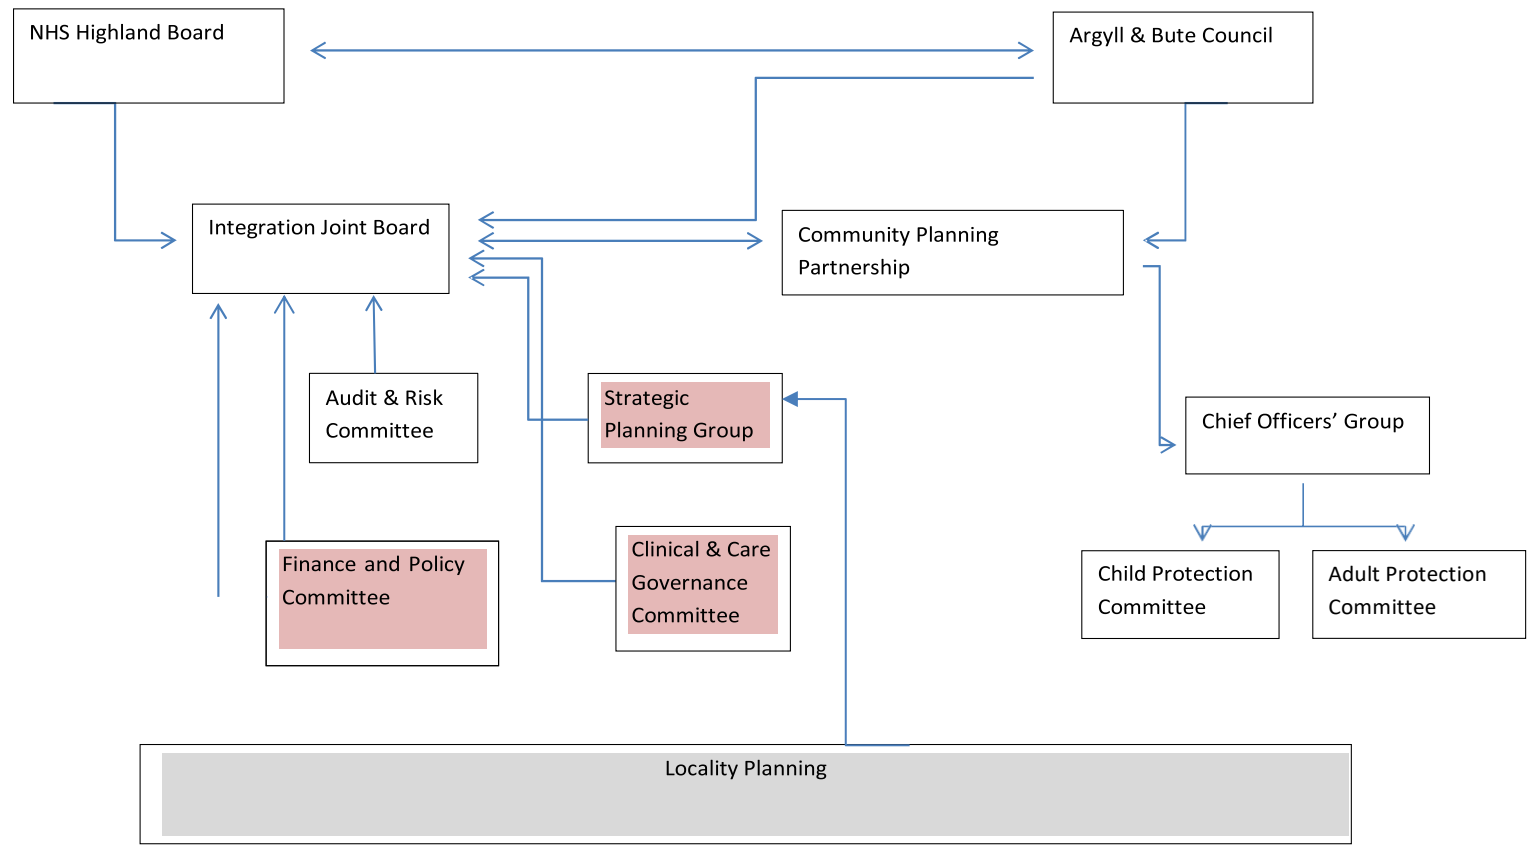 NHS Highland Board
Argyll & Bute Council
Integration Joint Board
Community Planning
Partnership
Audit & Risk
Committee
Strategic
Planning Group
Chief Officers’ Group
Finance and Policy
Committee
Clinical & Care
Governance
Committee
Child Protection
Committee
Adult Protection
Committee
Locality Planning